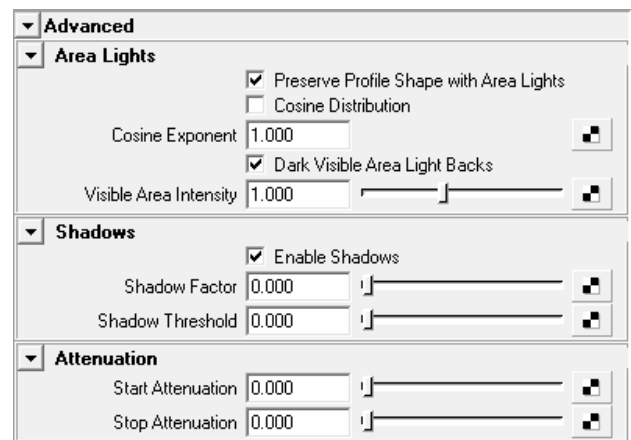 Advanced
Area Lights
Preserve Profile Shape with Area Lights
Cosine Distribution
Cosine Exponent 1.000
Dark Visible Area Light Backs
Visible Area Intensity 1.000
Shadows
Enable Shadows
Shadow Factor 0.000
Shadow Threshold 0.000
Attenuation
Start Attenuation 0.000
Stop Attenuation 0.000